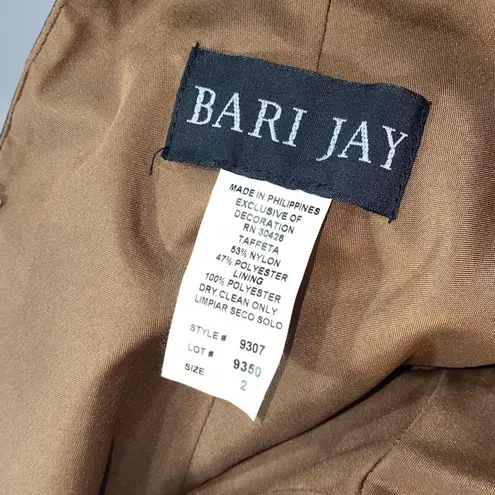 BARI JAY
MADE IN PHILIPPINES
EXCLUSIVE OF
DECORATION
RN 30428
TAFFETA
53% NYLON
47% POLYESTER
LINING
100% POLYESTER
DRY CLEAN ONLY
LIMPIAR SECO SOLO
STYLE # 9307
LOT # 9350
SIZE 2